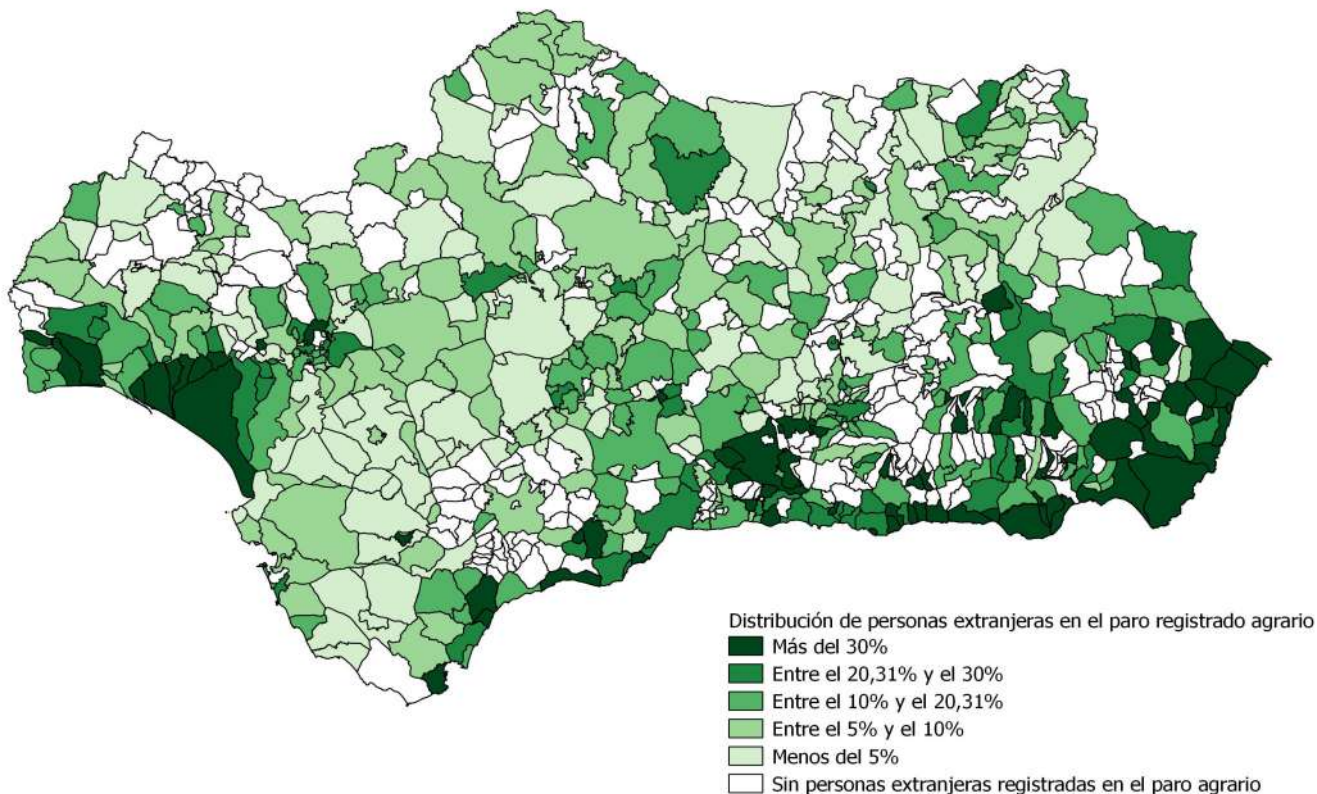 Distribución de personas extranjeras en el paro registrado agrario
Más del 30%
Entre el 20,31% y el 30%
Entre el 10% y el 20,31%
Entre el 5% y el 10%
Menos del 5%
Sin personas extranjeras registradas en el paro agrario